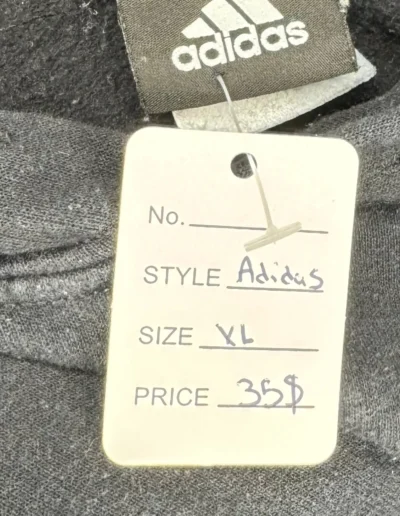 adidas
No.
STYLE Adidas
SIZE XL
PRICE 35$